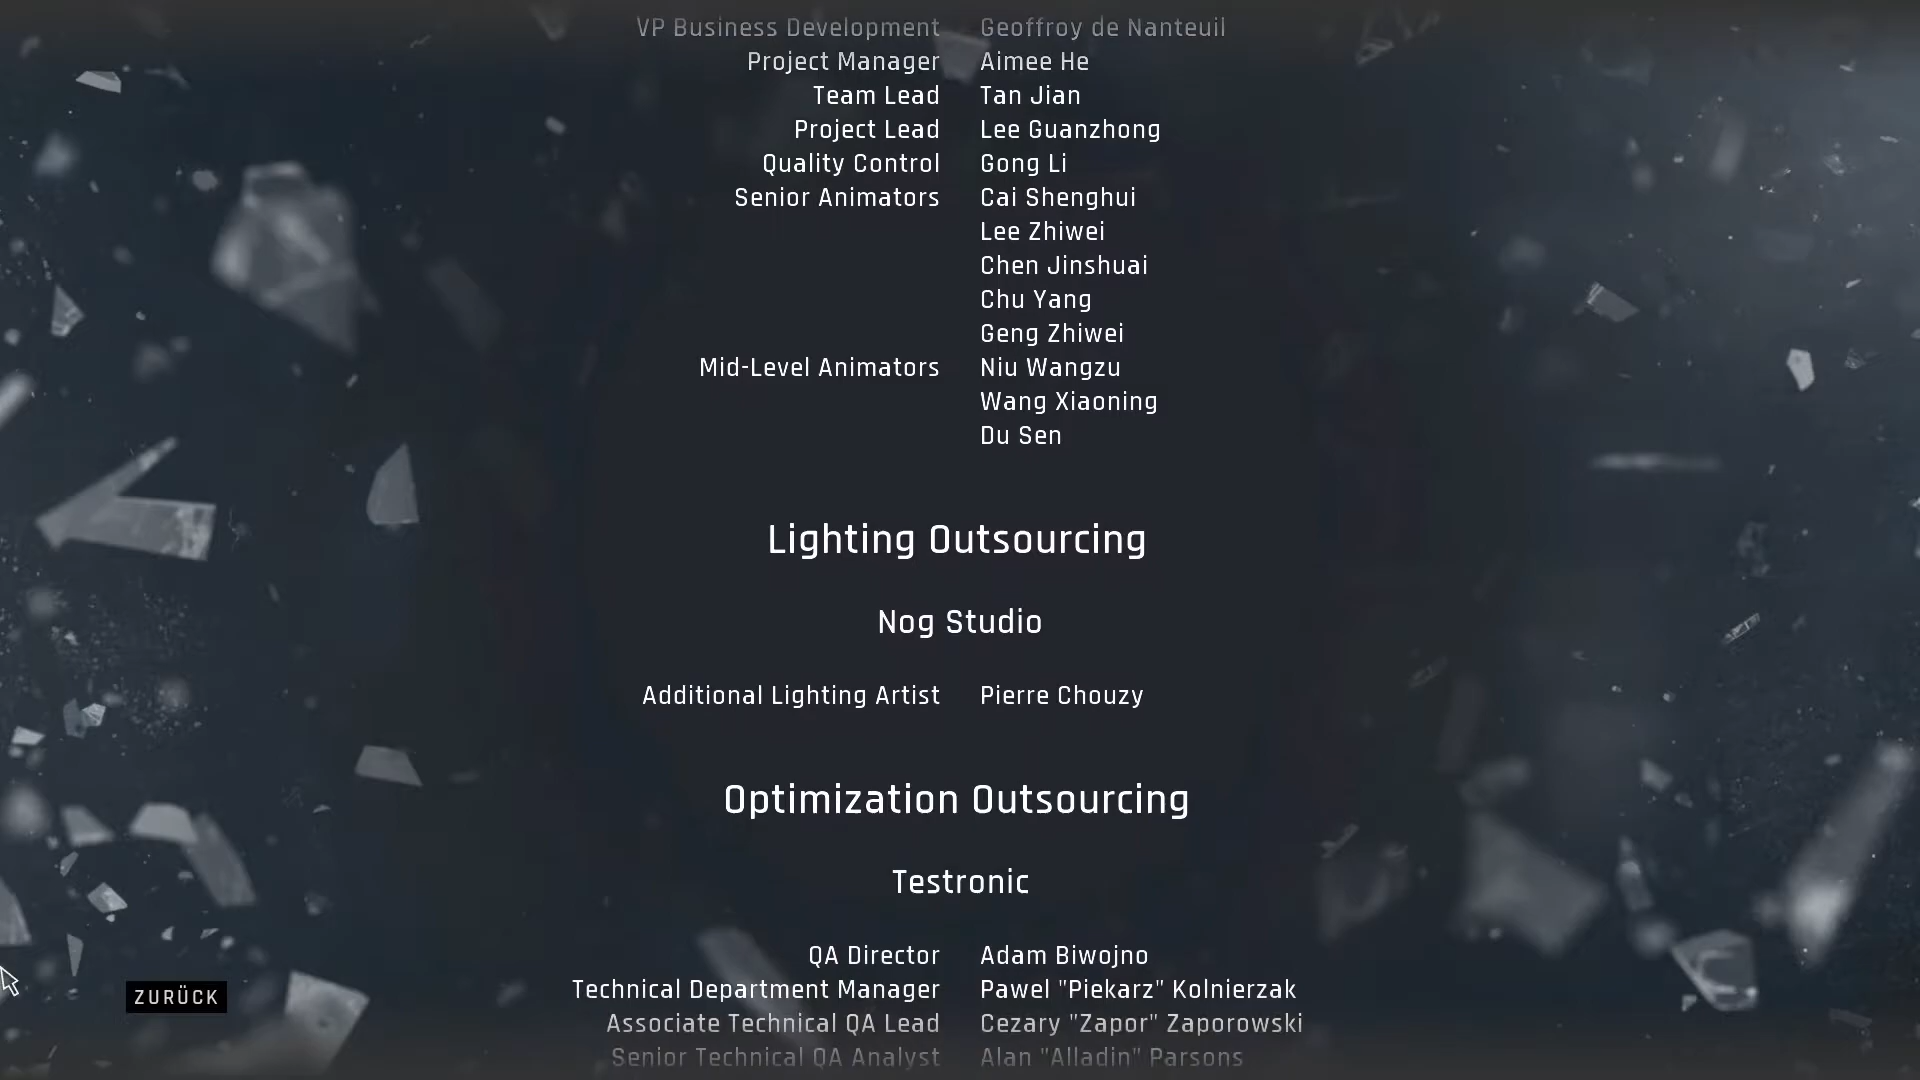 VP Business Development Geoffroy de Nanteuil
Project Manager Aimee He
Team Lead Tan Jian
Project Lead Lee Guanzhong
Quality Control Gong Li
Senior Animators Cai Shenghui
Lee Zhiwei
Chen Jinshuai
Chu Yang
Geng Zhiwei
Mid-Level Animators Niu Wangzu
Wang Xiaoning
Du Sen
Lighting Outsourcing
Nog Studio
Additional Lighting Artist Pierre Chouzy
Optimization Outsourcing
Testronic
QA Director Adam Biwojno
Technical Department Manager Pawel "Piekarz" Kolnierzak
Associate Technical QA Lead Cezary "Zapor" Zaporowski
Senior Technical QA Analyst Alan "Alladin" Parsons
ZURÜCK